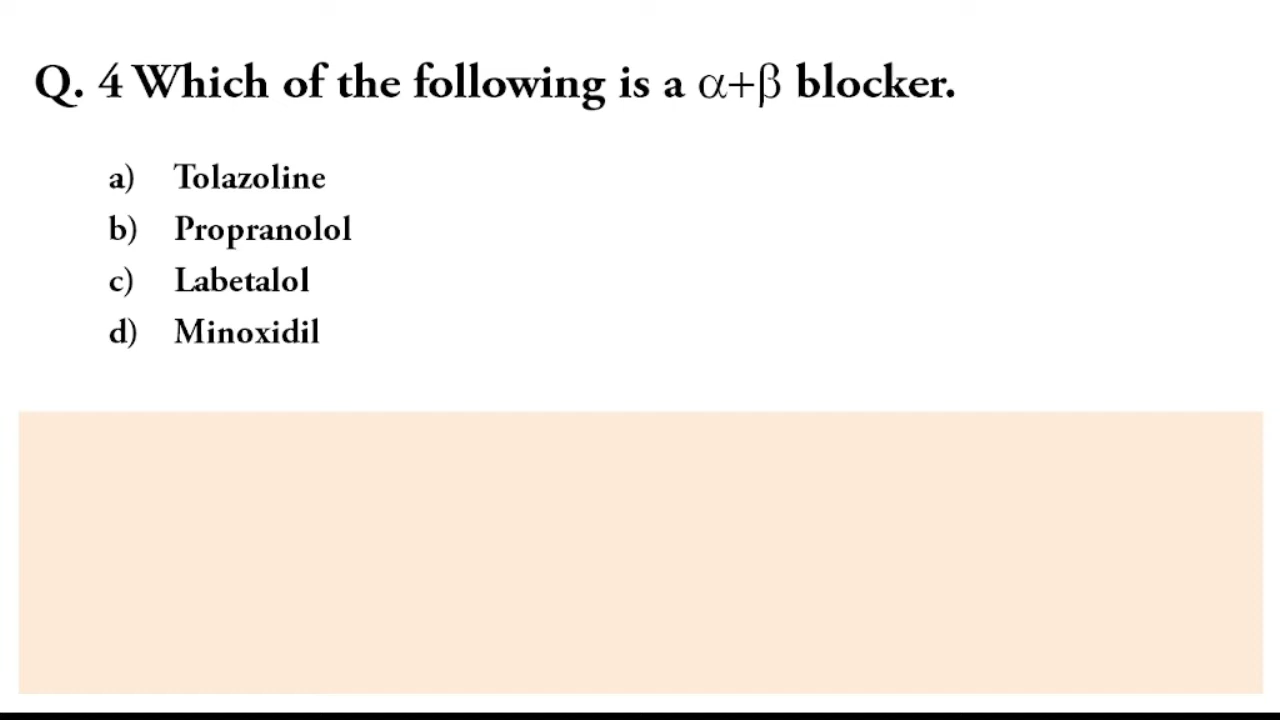 Q. 4 Which of the following is a α+β blocker.
a) Tolazoline
b) Propranolol
c) Labetalol
d) Minoxidil